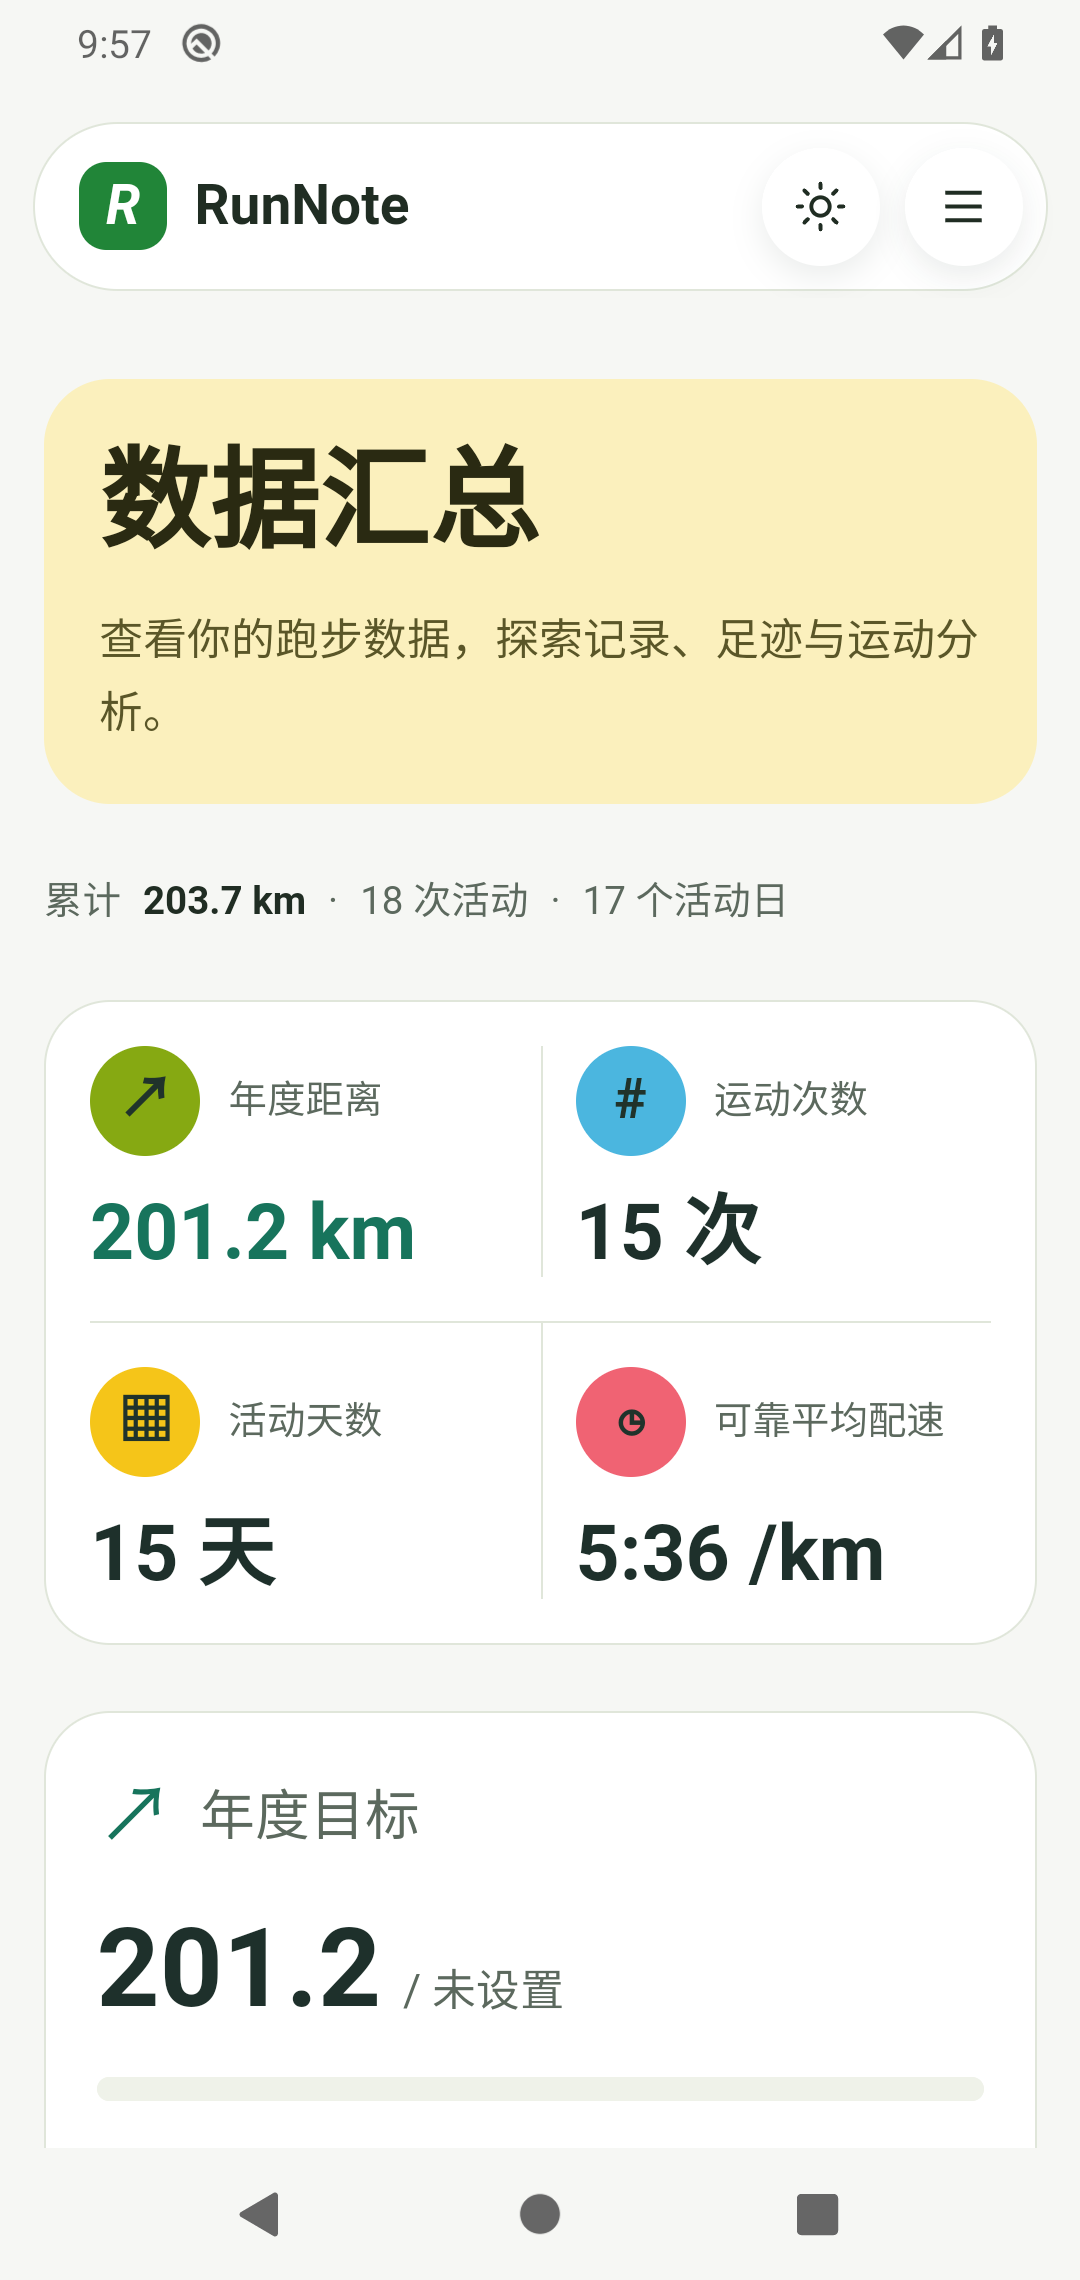 9:57
R RunNote
数据汇总
查看你的跑步数据，探索记录、足迹与运动分
析。
累计 203.7 km · 18 次活动 · 17 个活动日
年度距离
201.2 km
# 运动次数
15 次
活动天数
15 天
可靠平均配速
5:36 /km
年度目标
201.2 / 未设置